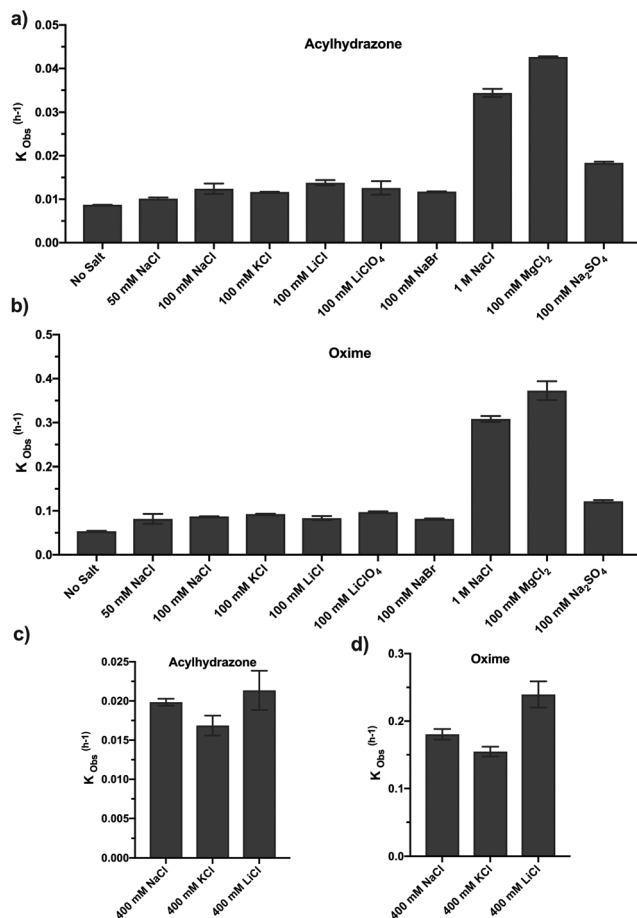 a)
Acylhydrazone
K Obs (h-1)
0.05
0.04
0.03
0.02
0.01
0.00
No Salt
50 mM NaCl
100 mM NaCl
100 mM KCl
100 mM LiCl
100 mM LiClO4
100 mM NaBr
1 M NaCl
100 mM MgCl2
100 mM Na2SO4
b)
Oxime
K Obs (h-1)
0.5
0.4
0.3
0.2
0.1
0.0
No Salt
50 mM NaCl
100 mM NaCl
100 mM KCl
100 mM LiCl
100 mM LiClO4
100 mM NaBr
1 M NaCl
100 mM MgCl2
100 mM Na2SO4
c)
Acylhydrazone
K Obs (h-1)
0.025
0.020
0.015
0.010
0.005
0.000
400 mM NaCl
400 mM KCl
400 mM LiCl
d)
Oxime
K Obs (h-1)
0.3
0.2
0.1
0.0
400 mM NaCl
400 mM KCl
400 mM LiCl